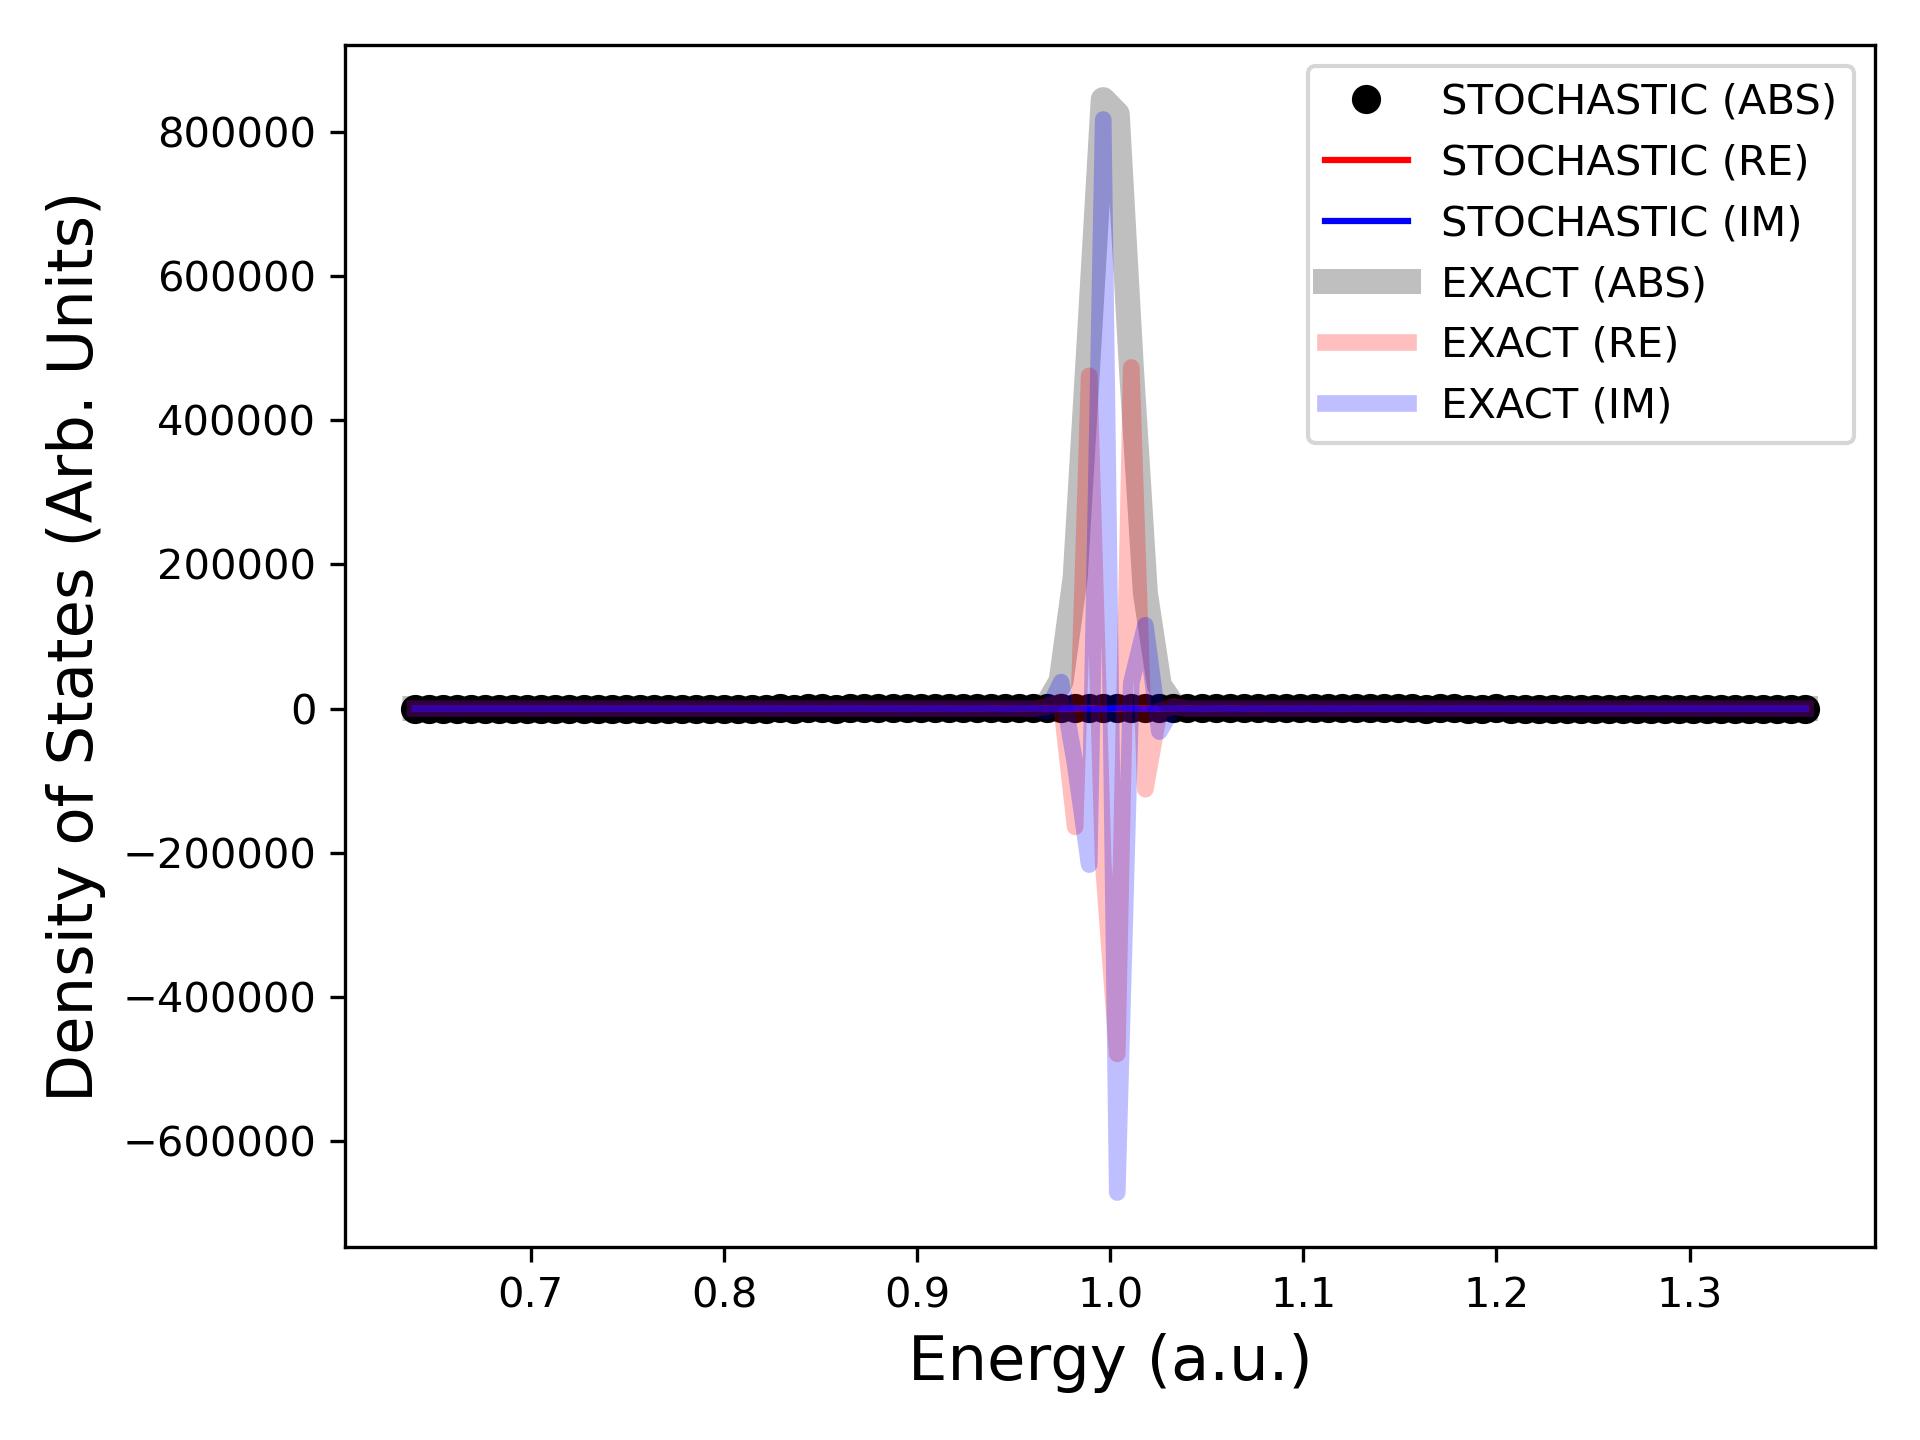 STOCHASTIC (ABS)
STOCHASTIC (RE)
STOCHASTIC (IM)
EXACT (ABS)
EXACT (RE)
EXACT (IM)
Density of States (Arb. Units)
800000
600000
400000
200000
0
−200000
−400000
−600000
0.7 0.8 0.9 1.0 1.1 1.2 1.3
Energy (a.u.)